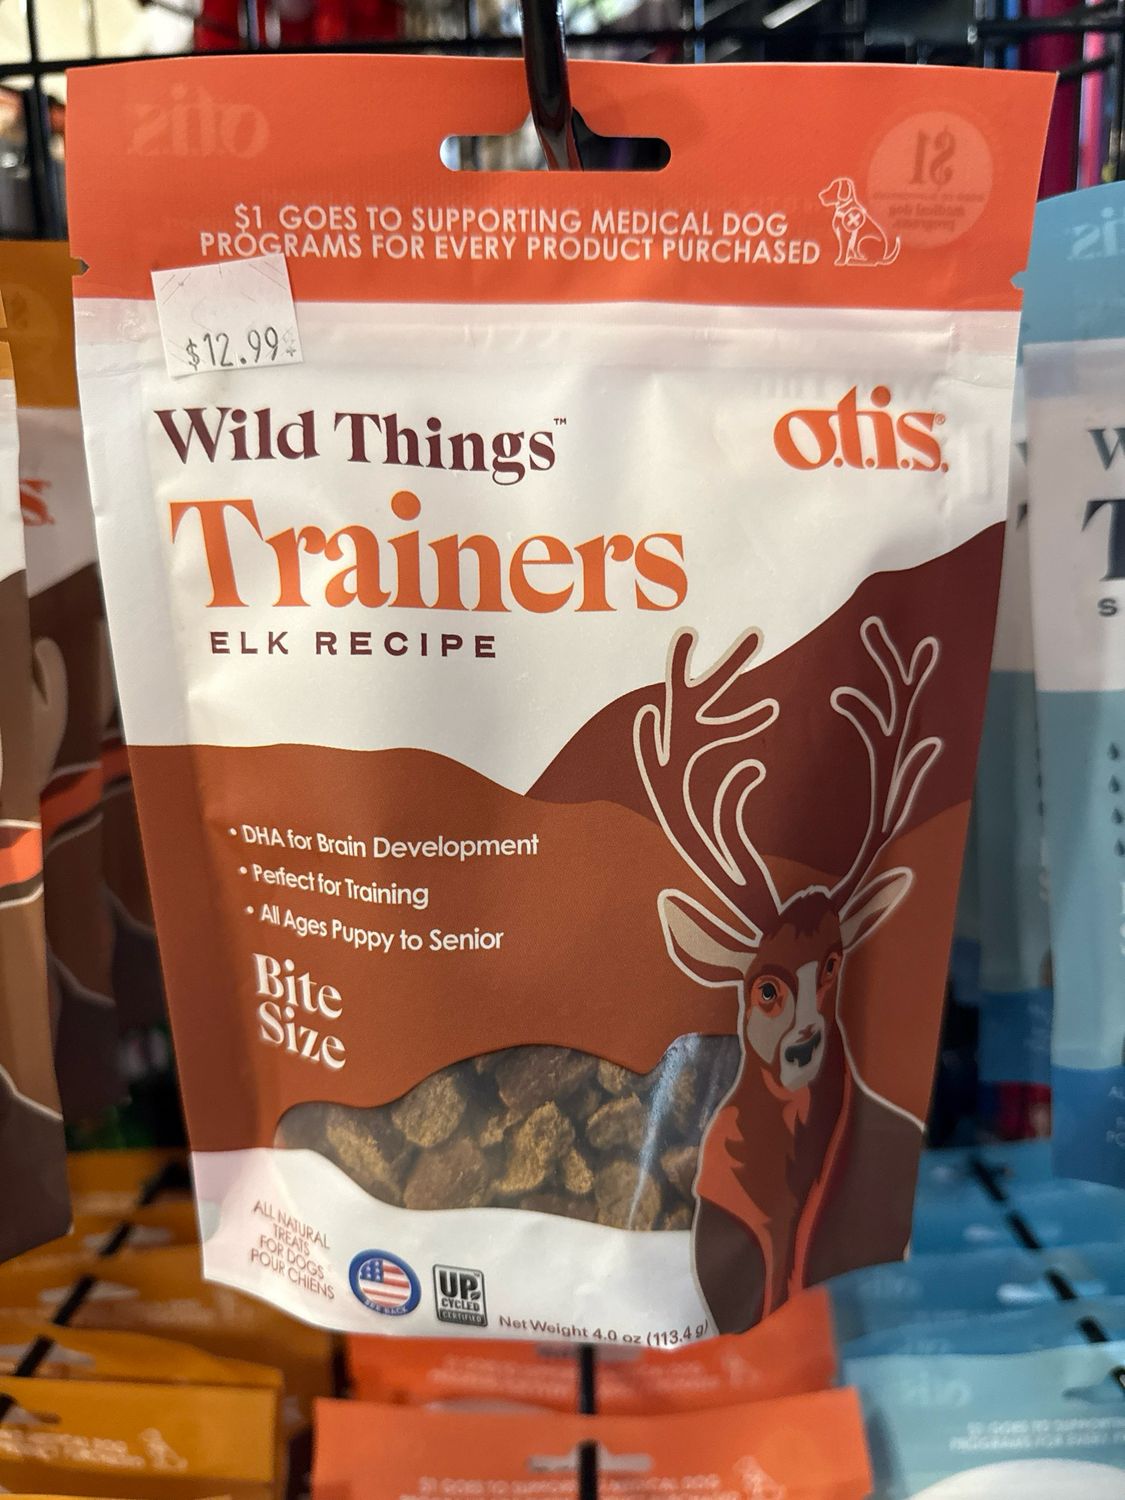 $1 GOES TO SUPPORTING MEDICAL DOG
PROGRAMS FOR EVERY PRODUCT PURCHASED
$12.99
Wild Things™
o.t.i.s.®
Trainers
ELK RECIPE
• DHA for Brain Development
• Perfect for Training
• All Ages Puppy to Senior
Bite
Size
ALL NATURAL
TREATS
FOR DOGS
POUR CHIENS
UP
CYCLED
CERTIFIED
Net Weight 4.0 oz (113.4 g)